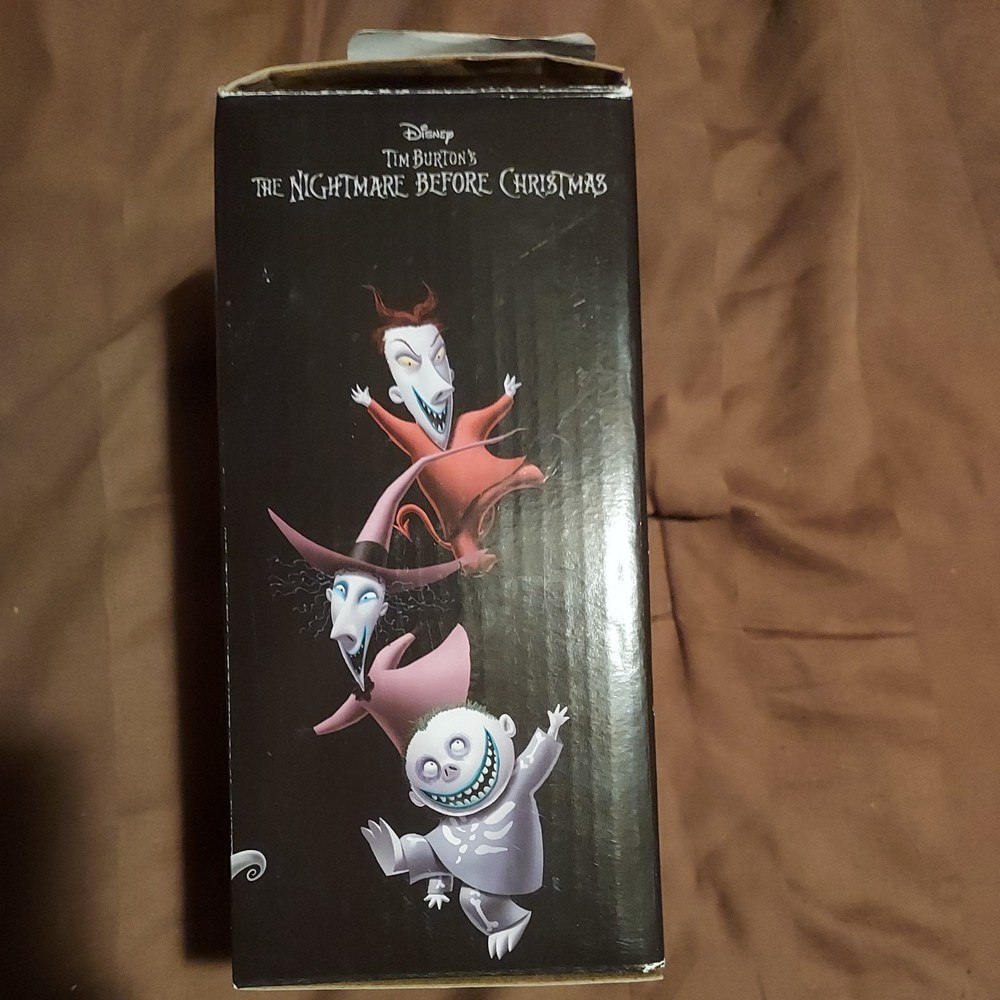 Disney
Tim Burton's
The Nightmare Before Christmas